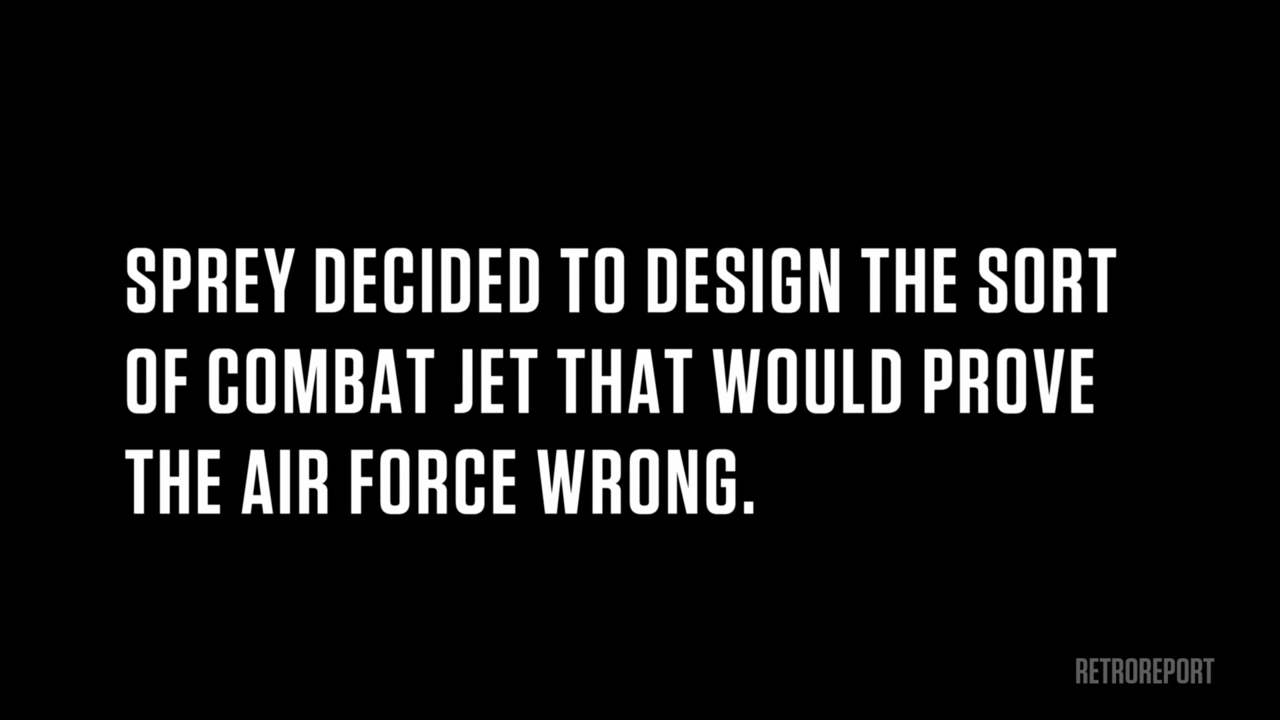 SPREY DECIDED TO DESIGN THE SORT
OF COMBAT JET THAT WOULD PROVE
THE AIR FORCE WRONG.
RETROREPORT